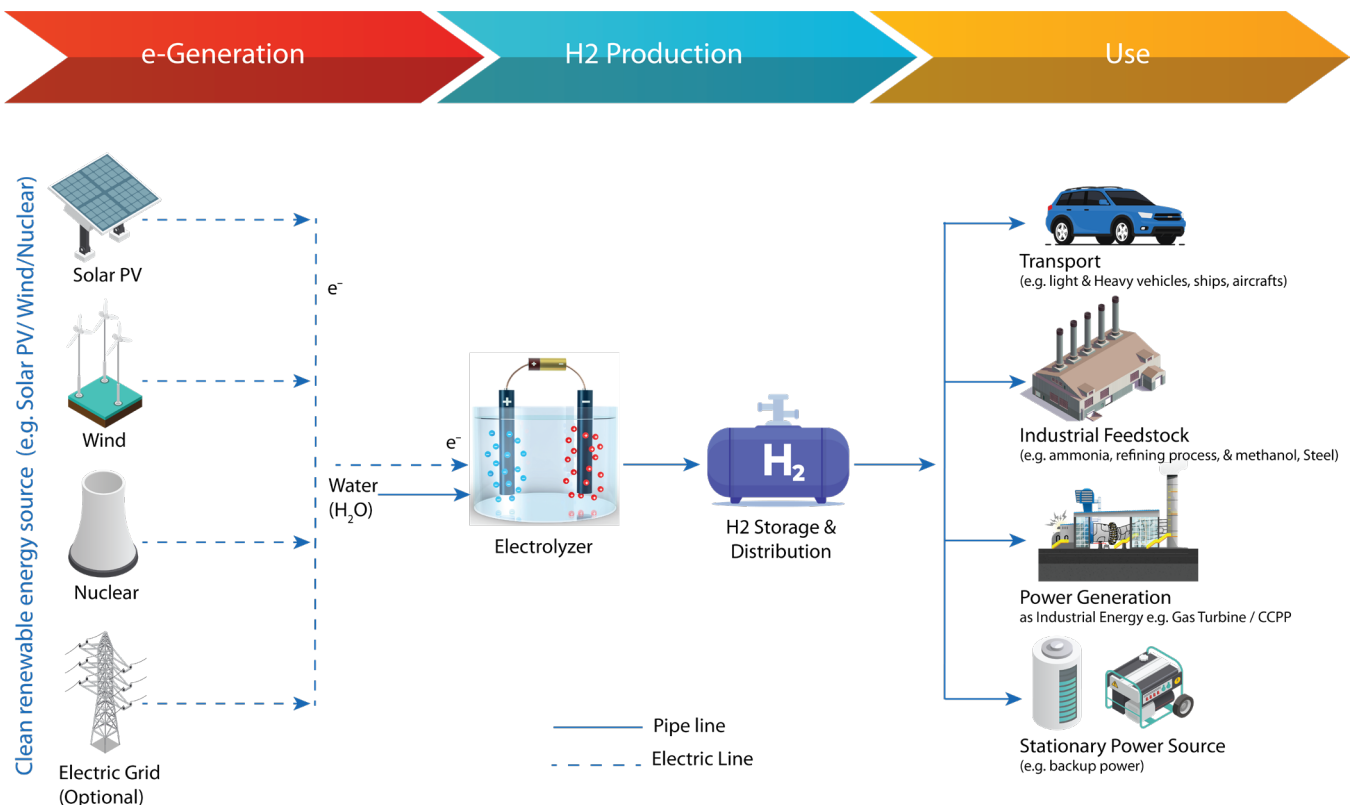 e-Generation
H2 Production
Use
Clean renewable energy source (e.g. Solar PV/ Wind/Nuclear)
Solar PV
Wind
Nuclear
Electric Grid
(Optional)
e⁻
e⁻
Water
(H₂O)
+
−
+
−
Electrolyzer
H₂
H2 Storage &
Distribution
Transport
(e.g. light & Heavy vehicles, ships, aircrafts)
Industrial Feedstock
(e.g. ammonia, refining process, & methanol, Steel)
Power Generation
as Industrial Energy e.g. Gas Turbine / CCPP
Stationary Power Source
(e.g. backup power)
Pipe line
Electric Line